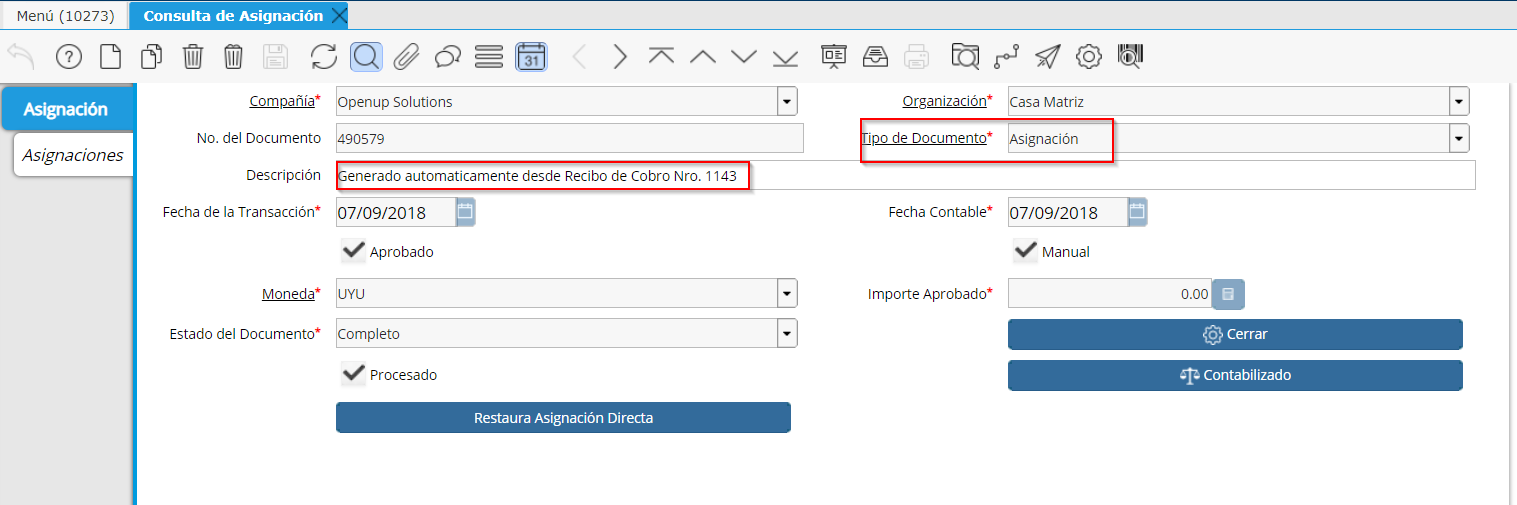 Menú (10273) Consulta de Asignación
31
Asignación
Asignaciones
Compañía* Openup Solutions Organización* Casa Matriz
No. del Documento 490579 Tipo de Documento* Asignación
Descripción Generado automaticamente desde Recibo de Cobro Nro. 1143
Fecha de la Transacción* 07/09/2018 Fecha Contable* 07/09/2018
Aprobado Manual
Moneda* UYU Importe Aprobado* 0.00
Estado del Documento* Completo Cerrar
Procesado Contabilizado
Restaura Asignación Directa